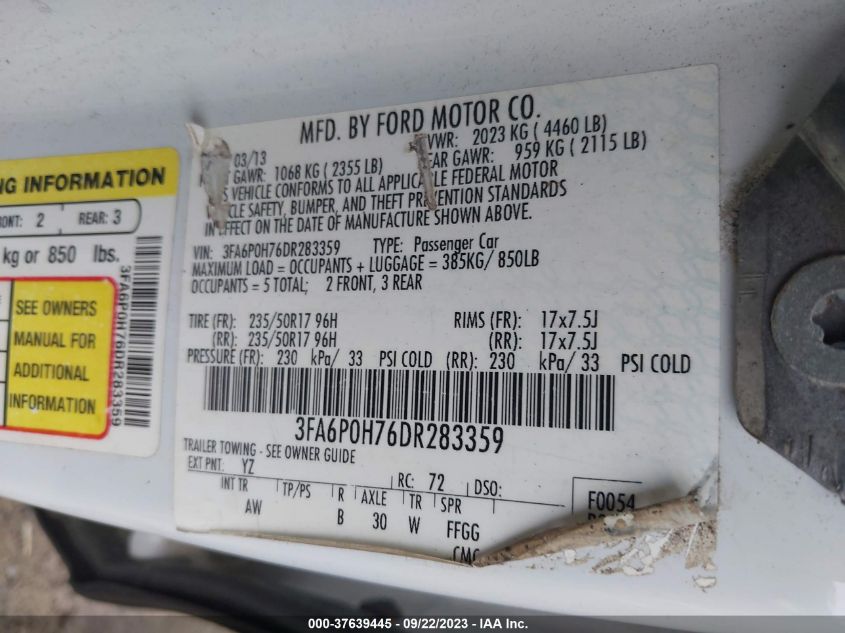 NG INFORMATION
RONT: 2 REAR: 3
kg or 850 lbs.
SEE OWNERS
MANUAL FOR
ADDITIONAL
INFORMATION
3FA6P0H76DR283359
MFD. BY FORD MOTOR CO.
03/13 VWR: 2023 KG ( 4460 LB)
GAWR: 1068 KG ( 2355 LB) EAR GAWR: 959 KG ( 2115 LB)
VEHICLE CONFORMS TO ALL APPLICABLE FEDERAL MOTOR
VEHICLE SAFETY, BUMPER, AND THEFT PREVENTION STANDARDS
IN EFFECT ON THE DATE OF MANUFACTURE SHOWN ABOVE.
VIN: 3FA6P0H76DR283359 TYPE: Passenger Car
MAXIMUM LOAD = OCCUPANTS + LUGGAGE = 385KG/ 850LB
OCCUPANTS = 5 TOTAL; 2 FRONT, 3 REAR
TIRE (FR): 235/50R17 96H RIMS (FR): 17x7.5J
(RR): 235/50R17 96H (RR): 17x7.5J
PRESSURE (FR): 230 kPa/ 33 PSI COLD (RR): 230 kPa/ 33 PSI COLD
3FA6P0H76DR283359
TRAILER TOWING - SEE OWNER GUIDE
EXT PNT: YZ RC: 72 DSO:
INT TR TP/PS R AXLE TR SPR F0054
AW B 30 W FFGG
CMC
000-37639445 - 09/22/2023 - IAA Inc.